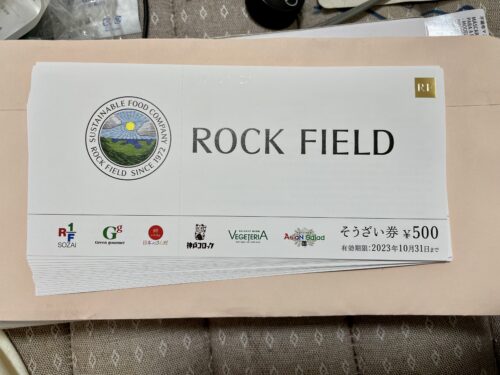 RF
SUSTAINABLE FOOD COMPANY
ROCK FIELD SINCE 1972
ROCK FIELD
RF1
SOZAI
Gg
Green gourmet
神戸コロッケ
VEGETERIA
Asian Salad
そうざい券 ¥500
有効期限:2023年10月31日まで